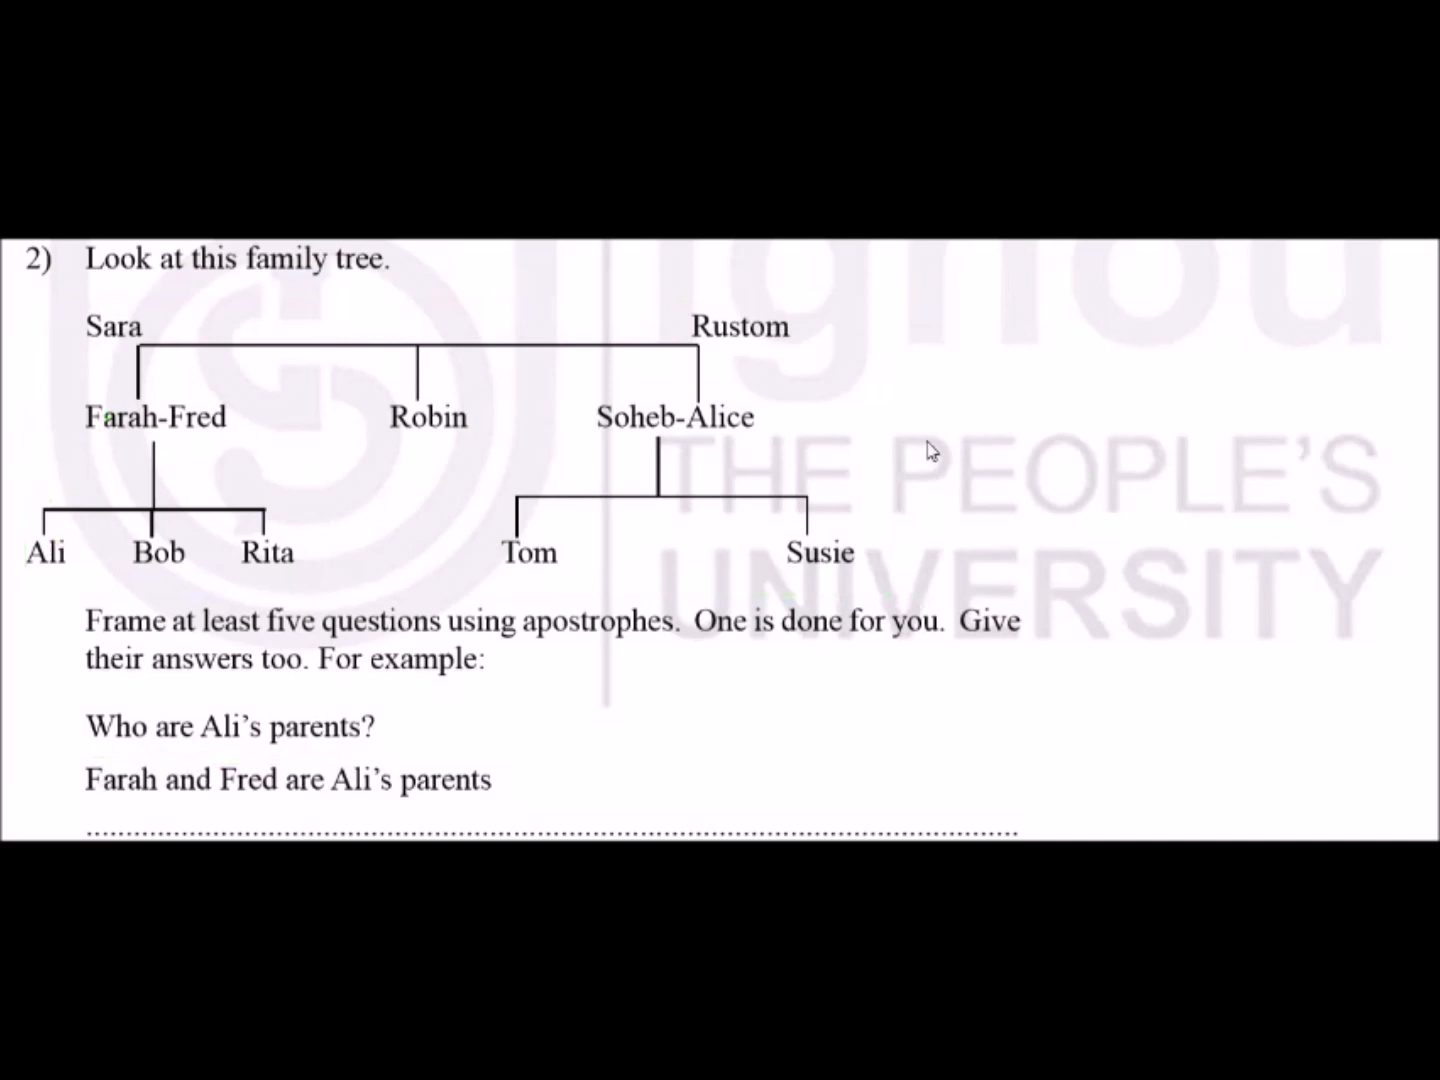 ignou
2) Look at this family tree.
Sara Rustom
Farah-Fred Robin Soheb-Alice
THE PEOPLE'S
Ali Bob Rita Tom Susie
UNIVERSITY
Frame at least five questions using apostrophes. One is done for you. Give
their answers too. For example:
Who are Ali’s parents?
Farah and Fred are Ali’s parents